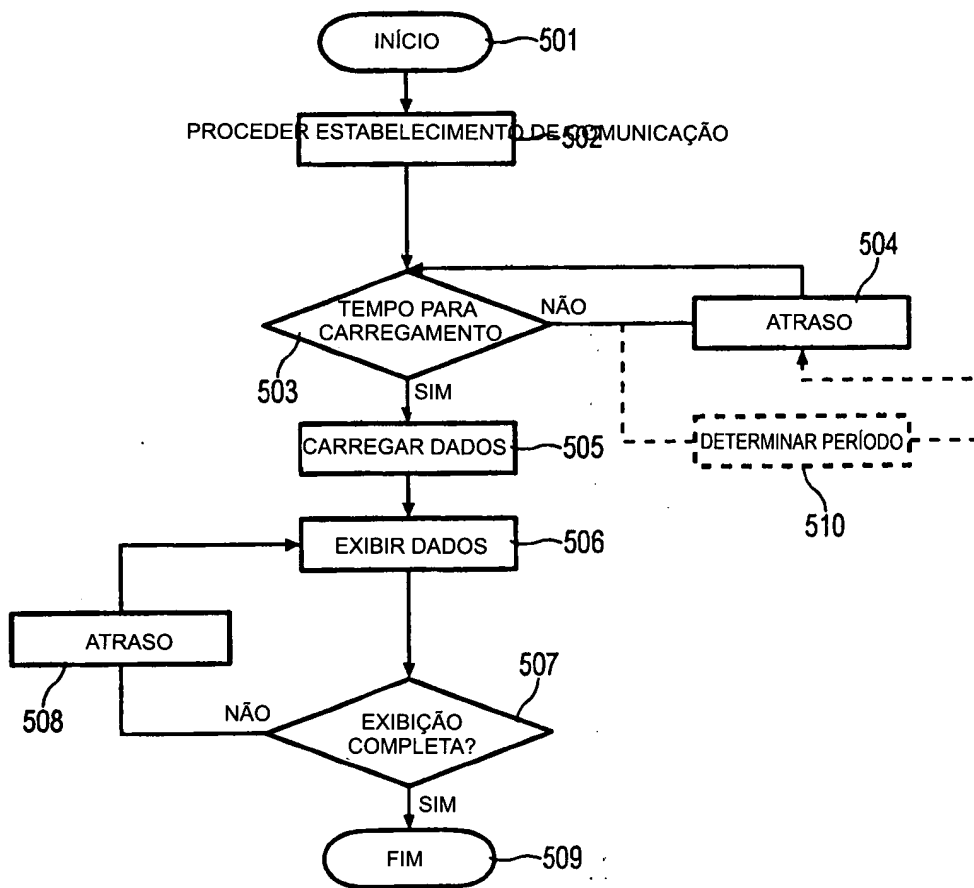 INÍCIO
501
PROCEDER ESTABELECIMENTO DE COMUNICAÇÃO
502
504
TEMPO PARA
CARREGAMENTO
NÃO
ATRASO
503
SIM
CARREGAR DADOS
505
DETERMINAR PERÍODO
510
EXIBIR DADOS
506
ATRASO
508
507
NÃO
EXIBIÇÃO
COMPLETA?
SIM
FIM
509